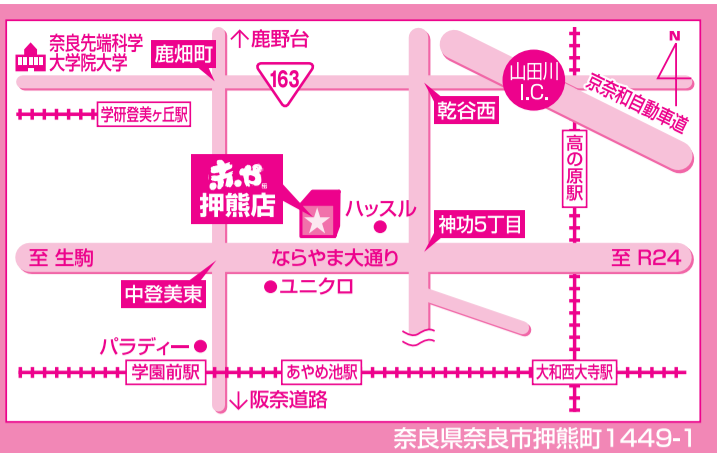 奈良先端科学
大学院大学
鹿畑町
↑鹿野台
163
乾谷西
山田川
I.C.
N
京奈和自動車道
学研登美ヶ丘駅
高の原駅
押熊店
ハッスル
神功5丁目
至 生駒
ならやま大通り
至 R24
中登美東
ユニクロ
パラディー
学園前駅
あやめ池駅
大和西大寺駅
↓阪奈道路
奈良県奈良市押熊町1449-1